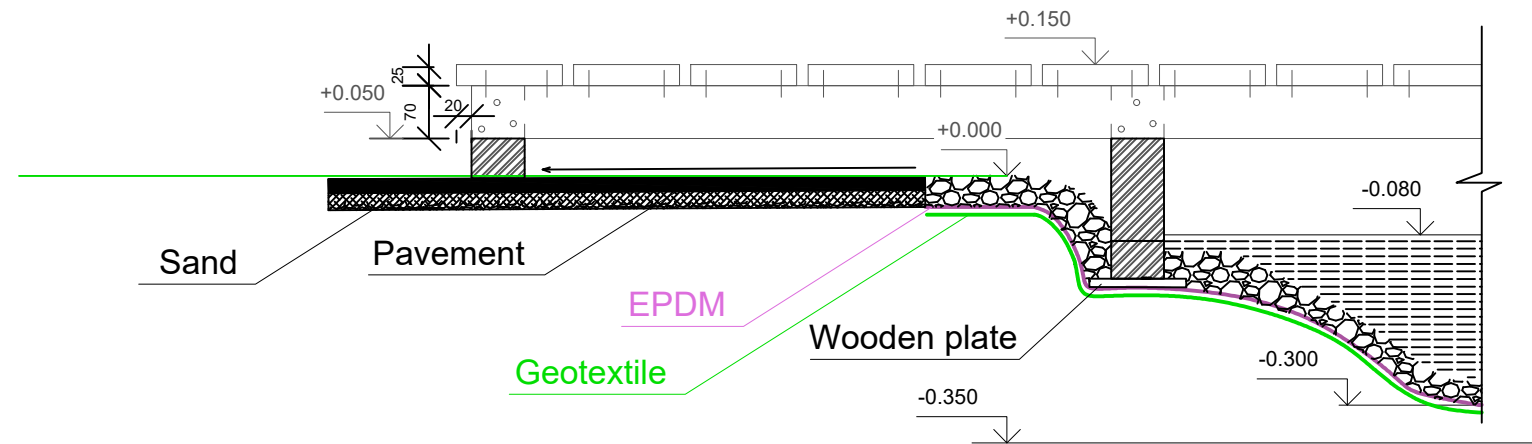 +0.150
25
+0.050
70
20
+0.000
-0.080
Sand
Pavement
EPDM
Wooden plate
Geotextile
-0.300
-0.350